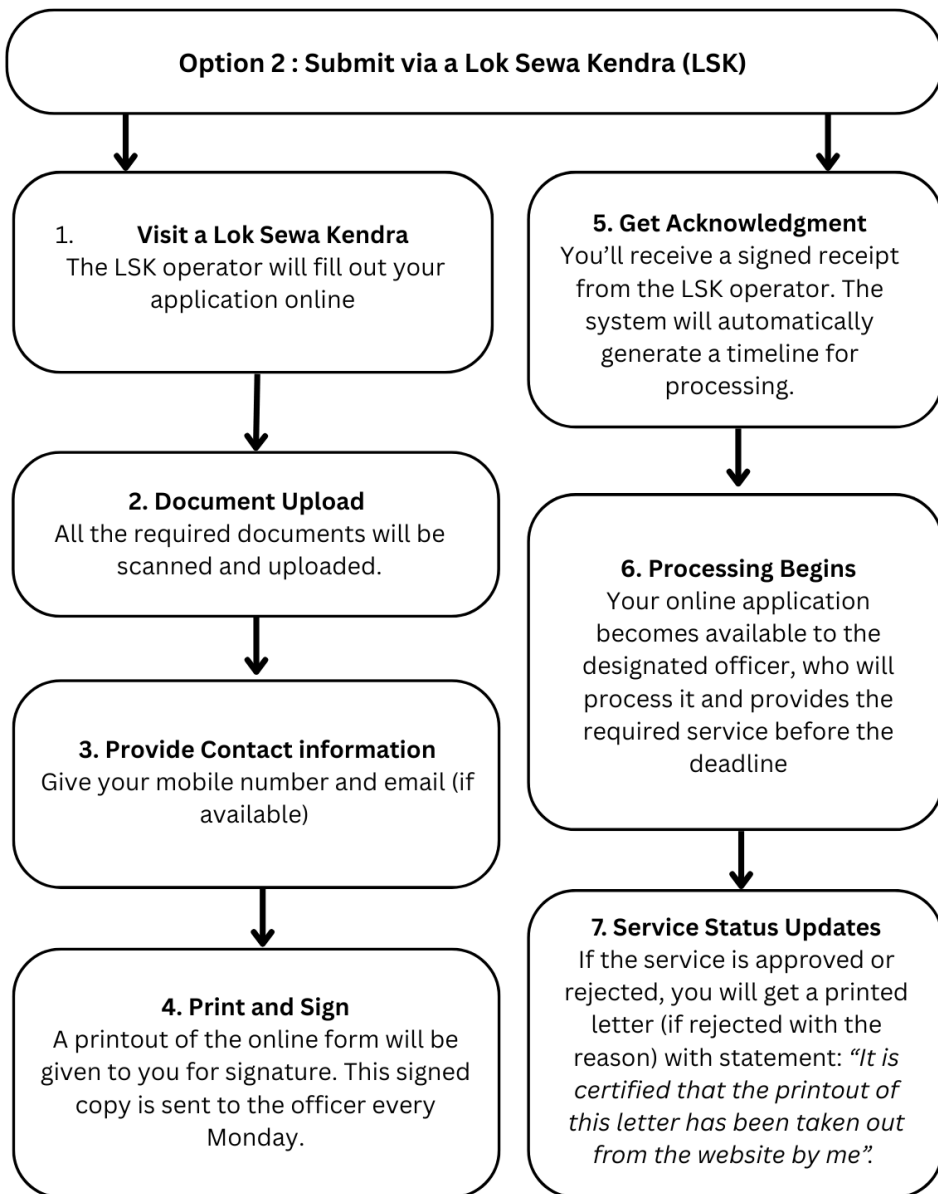 Option 2 : Submit via a Lok Sewa Kendra (LSK)
1. Visit a Lok Sewa Kendra
The LSK operator will fill out your
application online
2. Document Upload
All the required documents will be
scanned and uploaded.
3. Provide Contact information
Give your mobile number and email (if
available)
4. Print and Sign
A printout of the online form will be
given to you for signature. This signed
copy is sent to the officer every
Monday.
5. Get Acknowledgment
You’ll receive a signed receipt
from the LSK operator. The
system will automatically
generate a timeline for
processing.
6. Processing Begins
Your online application
becomes available to the
designated officer, who will
process it and provides the
required service before the
deadline
7. Service Status Updates
If the service is approved or
rejected, you will get a printed
letter (if rejected with the
reason) with statement: “It is
certified that the printout of
this letter has been taken out
from the website by me”.